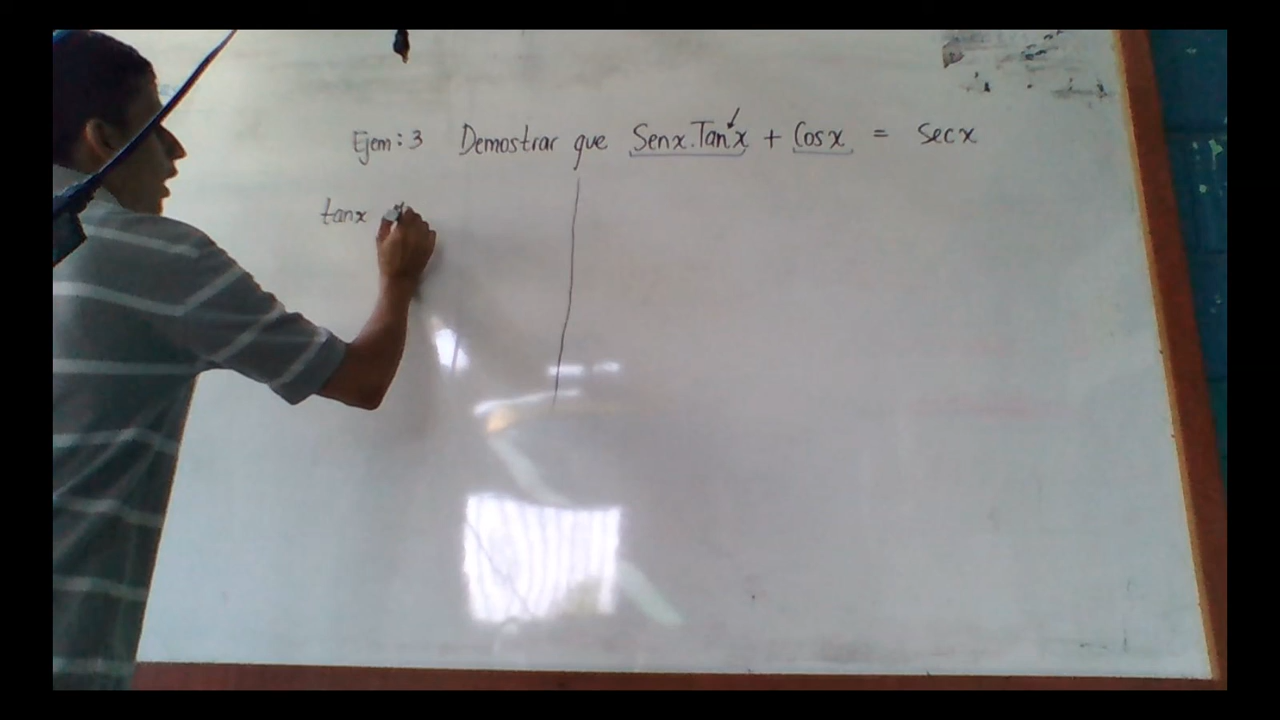 Ejem: 3 Demostrar que Senx.Tanx + Cosx = secx
tanx